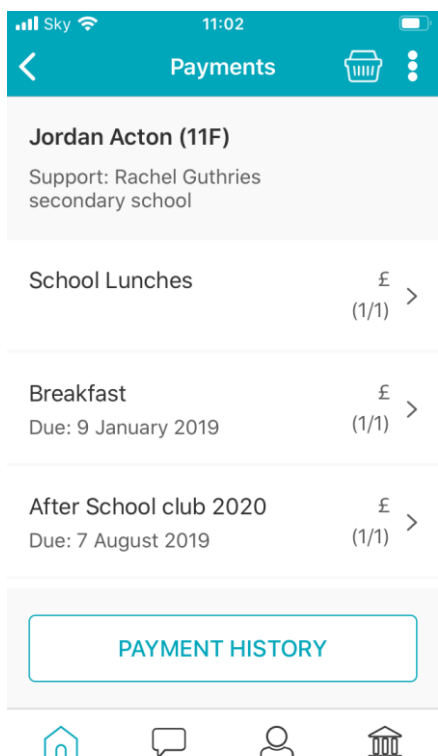 Sky 11:02
Payments
Jordan Acton (11F)
Support: Rachel Guthries
secondary school
School Lunches £
(1/1)
Breakfast £
Due: 9 January 2019 (1/1)
After School club 2020 £
Due: 7 August 2019 (1/1)
PAYMENT HISTORY